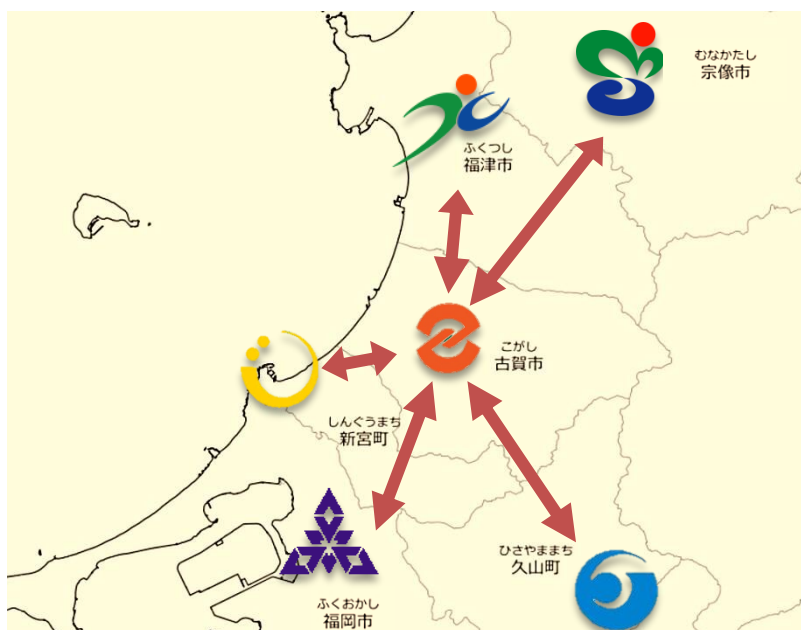 むなかたし
宗像市
ふくつし
福津市
こがし
古賀市
しんぐうまち
新宮町
ひさやままち
久山町
ふくおかし
福岡市